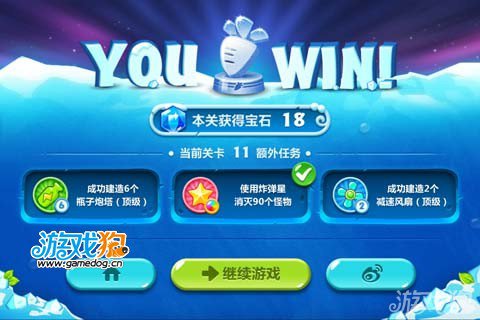 YOU WIN!
本关获得宝石 18
当前关卡 11 额外任务
成功建造6个
瓶子炮塔（顶级）
6
使用炸弹星
消灭90个怪物
成功建造2个
减速风扇（顶级）
2
游戏狗
www.gamedog.cn
继续游戏
游戏狗